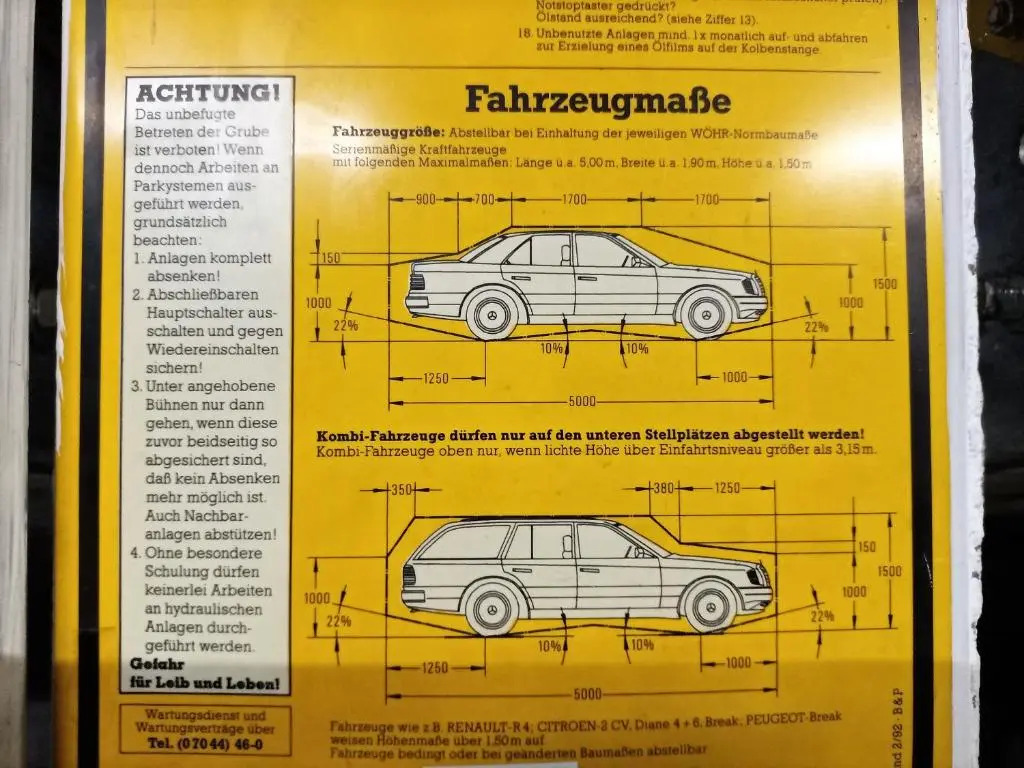 Notstoptaster gedrückt?
Ölstand ausreichend? (siehe Ziffer 13).
18. Unbenutzte Anlagen mind. 1x monatlich auf- und abfahren
zur Erzielung eines Ölfilms auf der Kolbenstange.
ACHTUNG!
Das unbefugte
Betreten der Grube
ist verboten! Wenn
dennoch Arbeiten an
Parkystemen aus-
geführt werden,
grundsätzlich
beachten:
1. Anlagen komplett
absenken!
2. Abschließbaren
Hauptschalter aus-
schalten und gegen
Wiedereinschalten
sichern!
3. Unter angehobene
Bühnen nur dann
gehen, wenn diese
zuvor beidseitig so
abgesichert sind,
daß kein Absenken
mehr möglich ist.
Auch Nachbar-
anlagen abstützen!
4. Ohne besondere
Schulung dürfen
keinerlei Arbeiten
an hydraulischen
Anlagen durch-
geführt werden.
Gefahr
für Leib und Leben!
Wartungsdienst und
Wartungsverträge über
Tel. (07044) 46-0
Fahrzeugmaße
Fahrzeuggröße: Abstellbar bei Einhaltung der jeweiligen WÖHR-Normbaumaße
Serienmäßige Kraftfahrzeuge
mit folgenden Maximalmaßen: Länge ü.a. 5,00m, Breite ü.a. 1,90m, Höhe ü.a. 1,50m
900 700 1700 1700
150
1000
22%
10% 10%
22%
1000
1500
1250 1000
5000
Kombi-Fahrzeuge dürfen nur auf den unteren Stellplätzen abgestellt werden!
Kombi-Fahrzeuge oben nur, wenn lichte Höhe über Einfahrtsniveau größer als 3,15m.
350 380 1250
150
1500
1000 1000
22% 22%
10% 10%
1250 1000
5000
Fahrzeuge wie z.B. RENAULT-R4; CITROEN-2 CV, Diane 4+6, Break; PEUGEOT-Break
weisen Höhenmaße über 1,50m auf
Fahrzeuge bedingt oder bei geänderten Baumaßen abstellbar
nd 2/92 · B & P